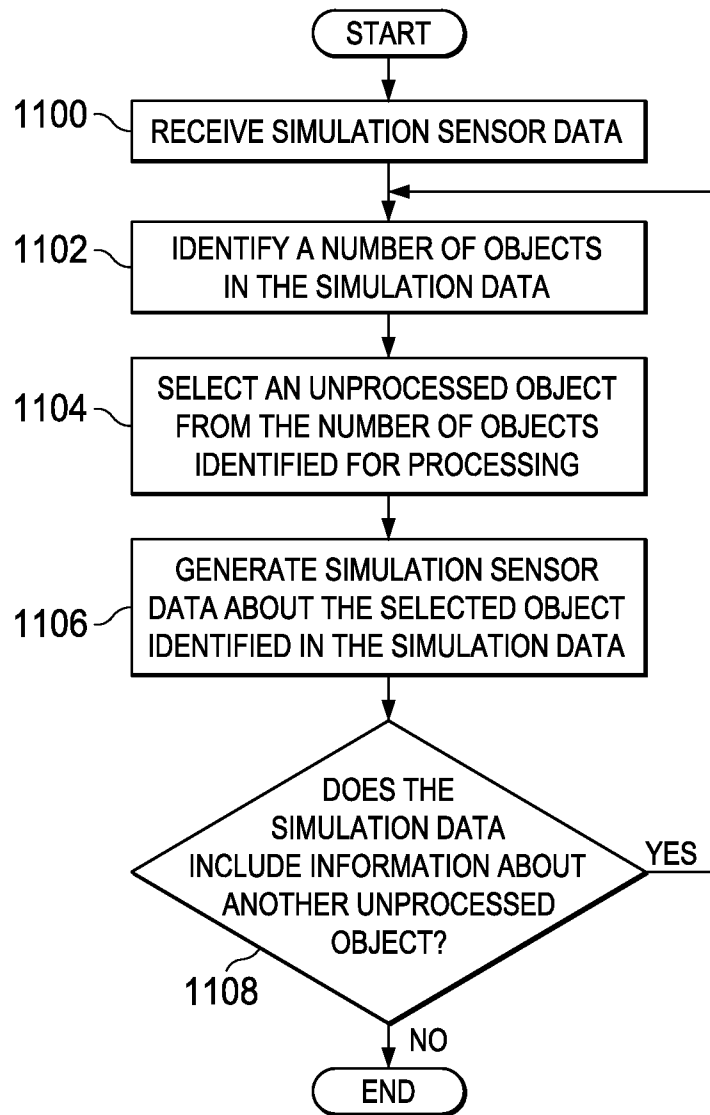 START
1100
RECEIVE SIMULATION SENSOR DATA
1102
IDENTIFY A NUMBER OF OBJECTS
IN THE SIMULATION DATA
1104
SELECT AN UNPROCESSED OBJECT
FROM THE NUMBER OF OBJECTS
IDENTIFIED FOR PROCESSING
1106
GENERATE SIMULATION SENSOR
DATA ABOUT THE SELECTED OBJECT
IDENTIFIED IN THE SIMULATION DATA
DOES THE
SIMULATION DATA
INCLUDE INFORMATION ABOUT
ANOTHER UNPROCESSED
OBJECT?
YES
1108
NO
END